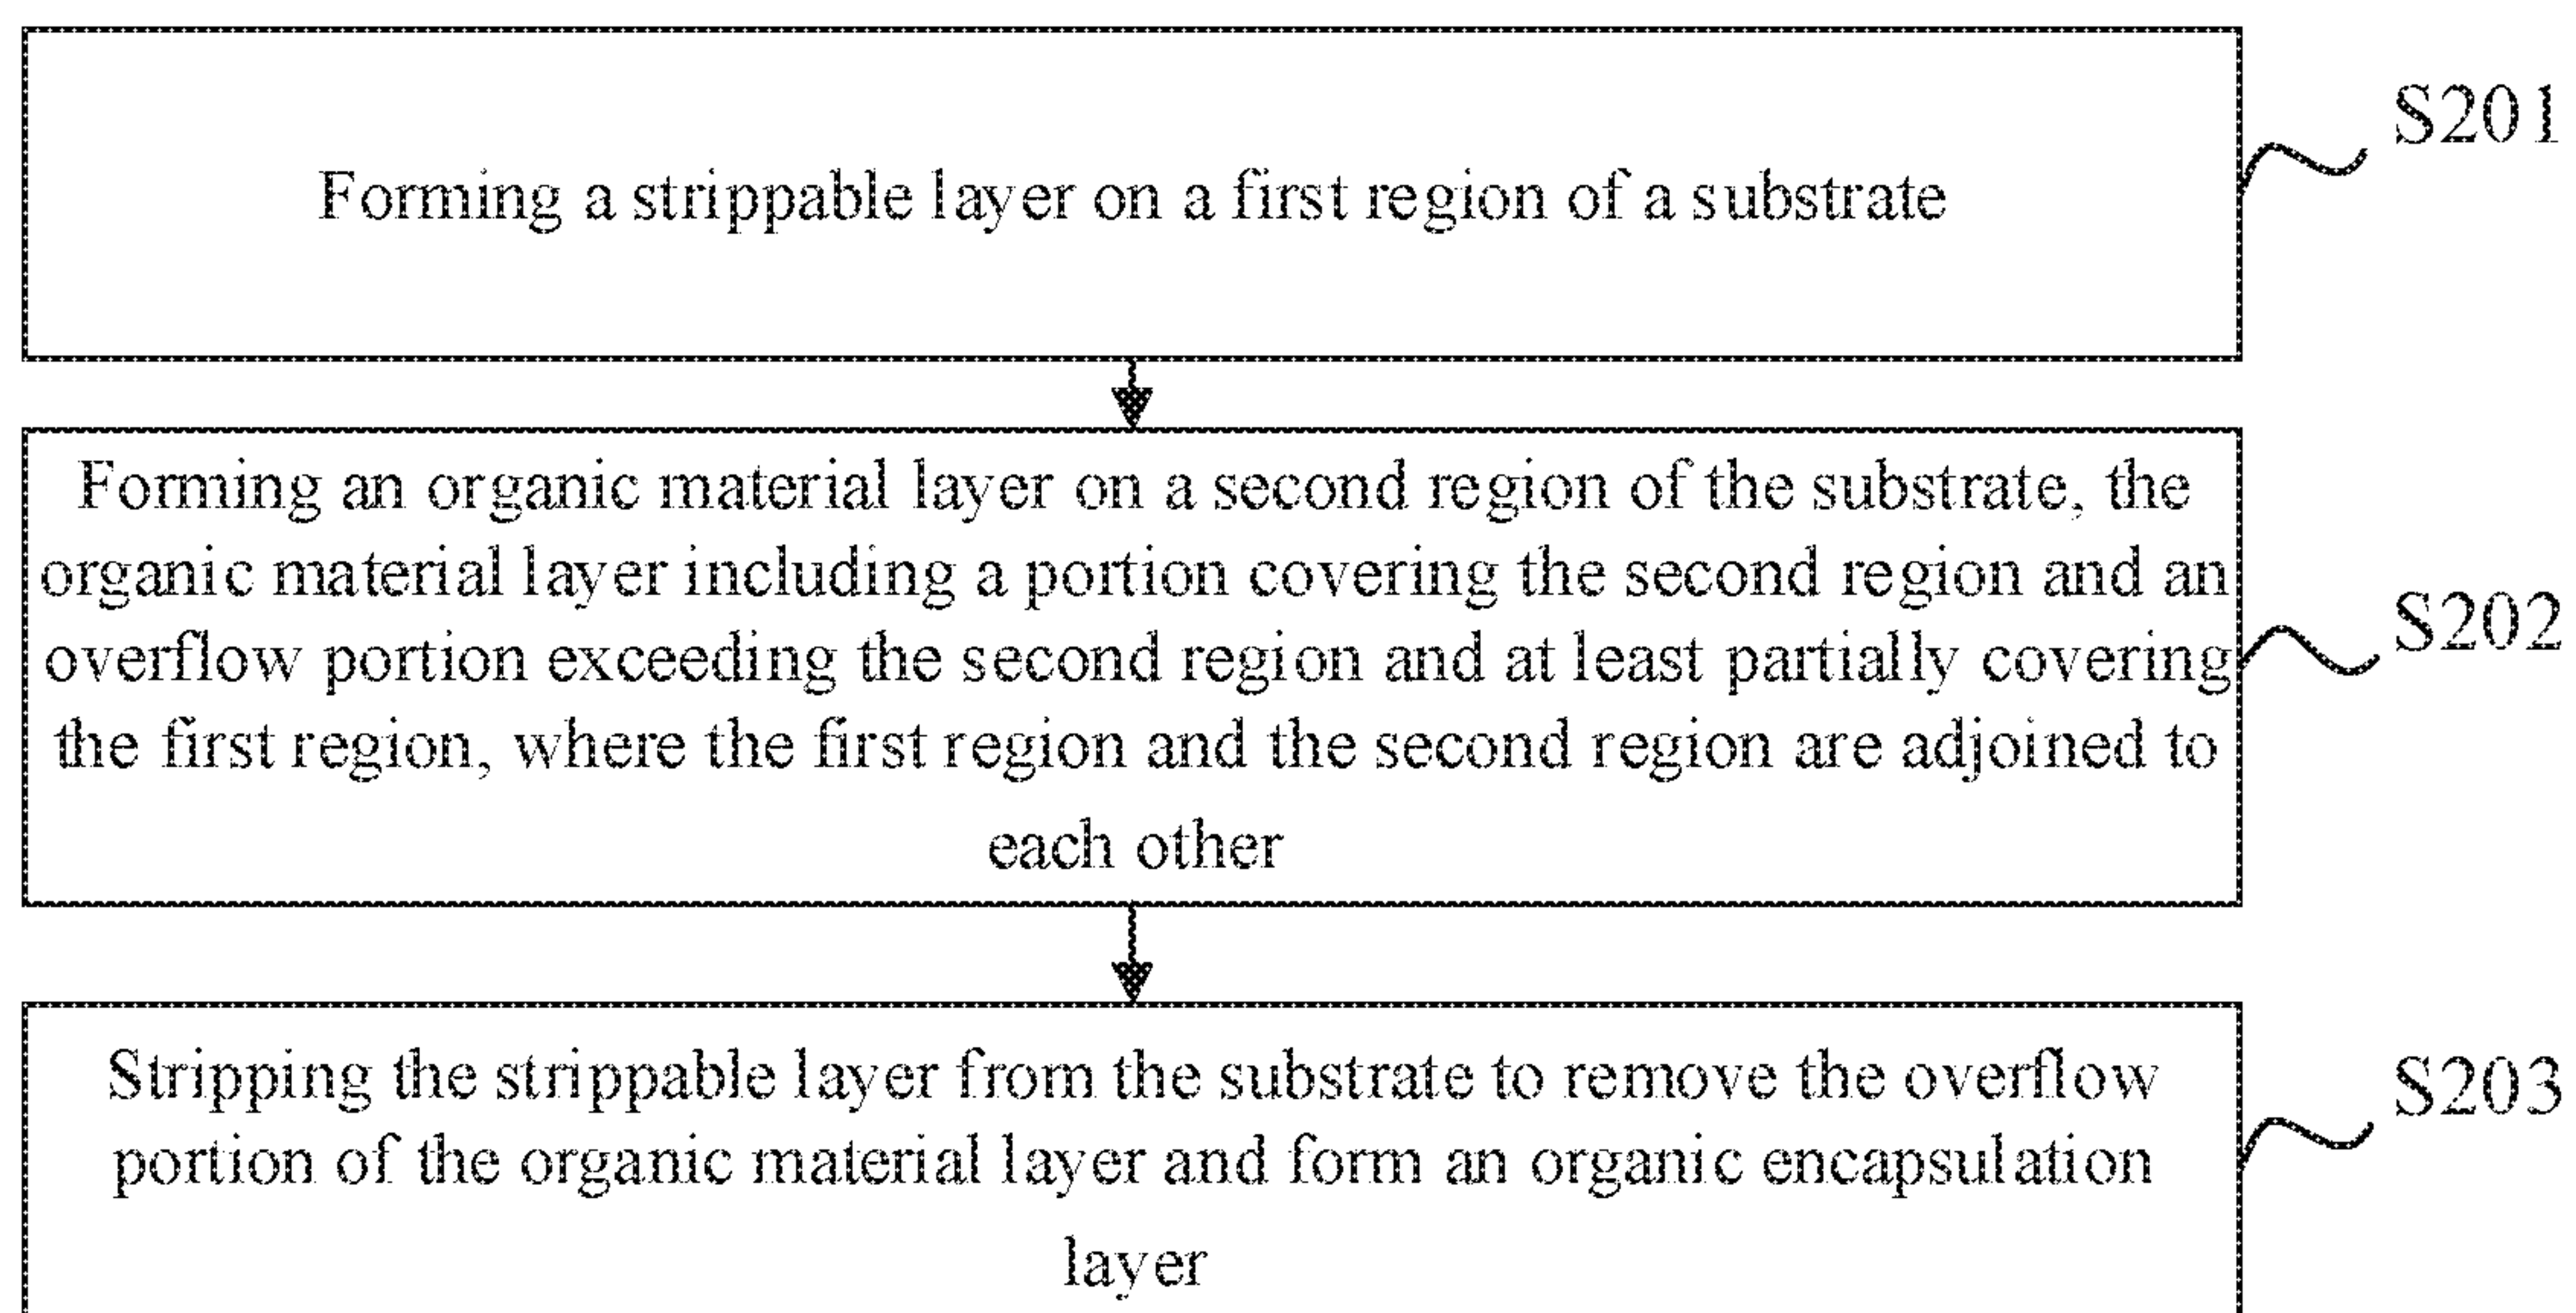 Forming a strippable layer on a first region of a substrate
S201
Forming an organic material layer on a second region of the substrate, the
organic material layer including a portion covering the second region and an
overflow portion exceeding the second region and at least partially covering
the first region, where the first region and the second region are adjoined to
each other
S202
Stripping the strippable layer from the substrate to remove the overflow
portion of the organic material layer and form an organic encapsulation
layer
S203